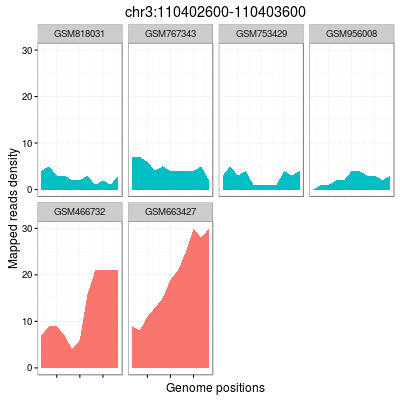 chr3:110402600-110403600
GSM818031 GSM767343 GSM753429 GSM956008
30
20
10
0
GSM466732 GSM663427
30
20
10
0
Mapped reads density
Genome positions